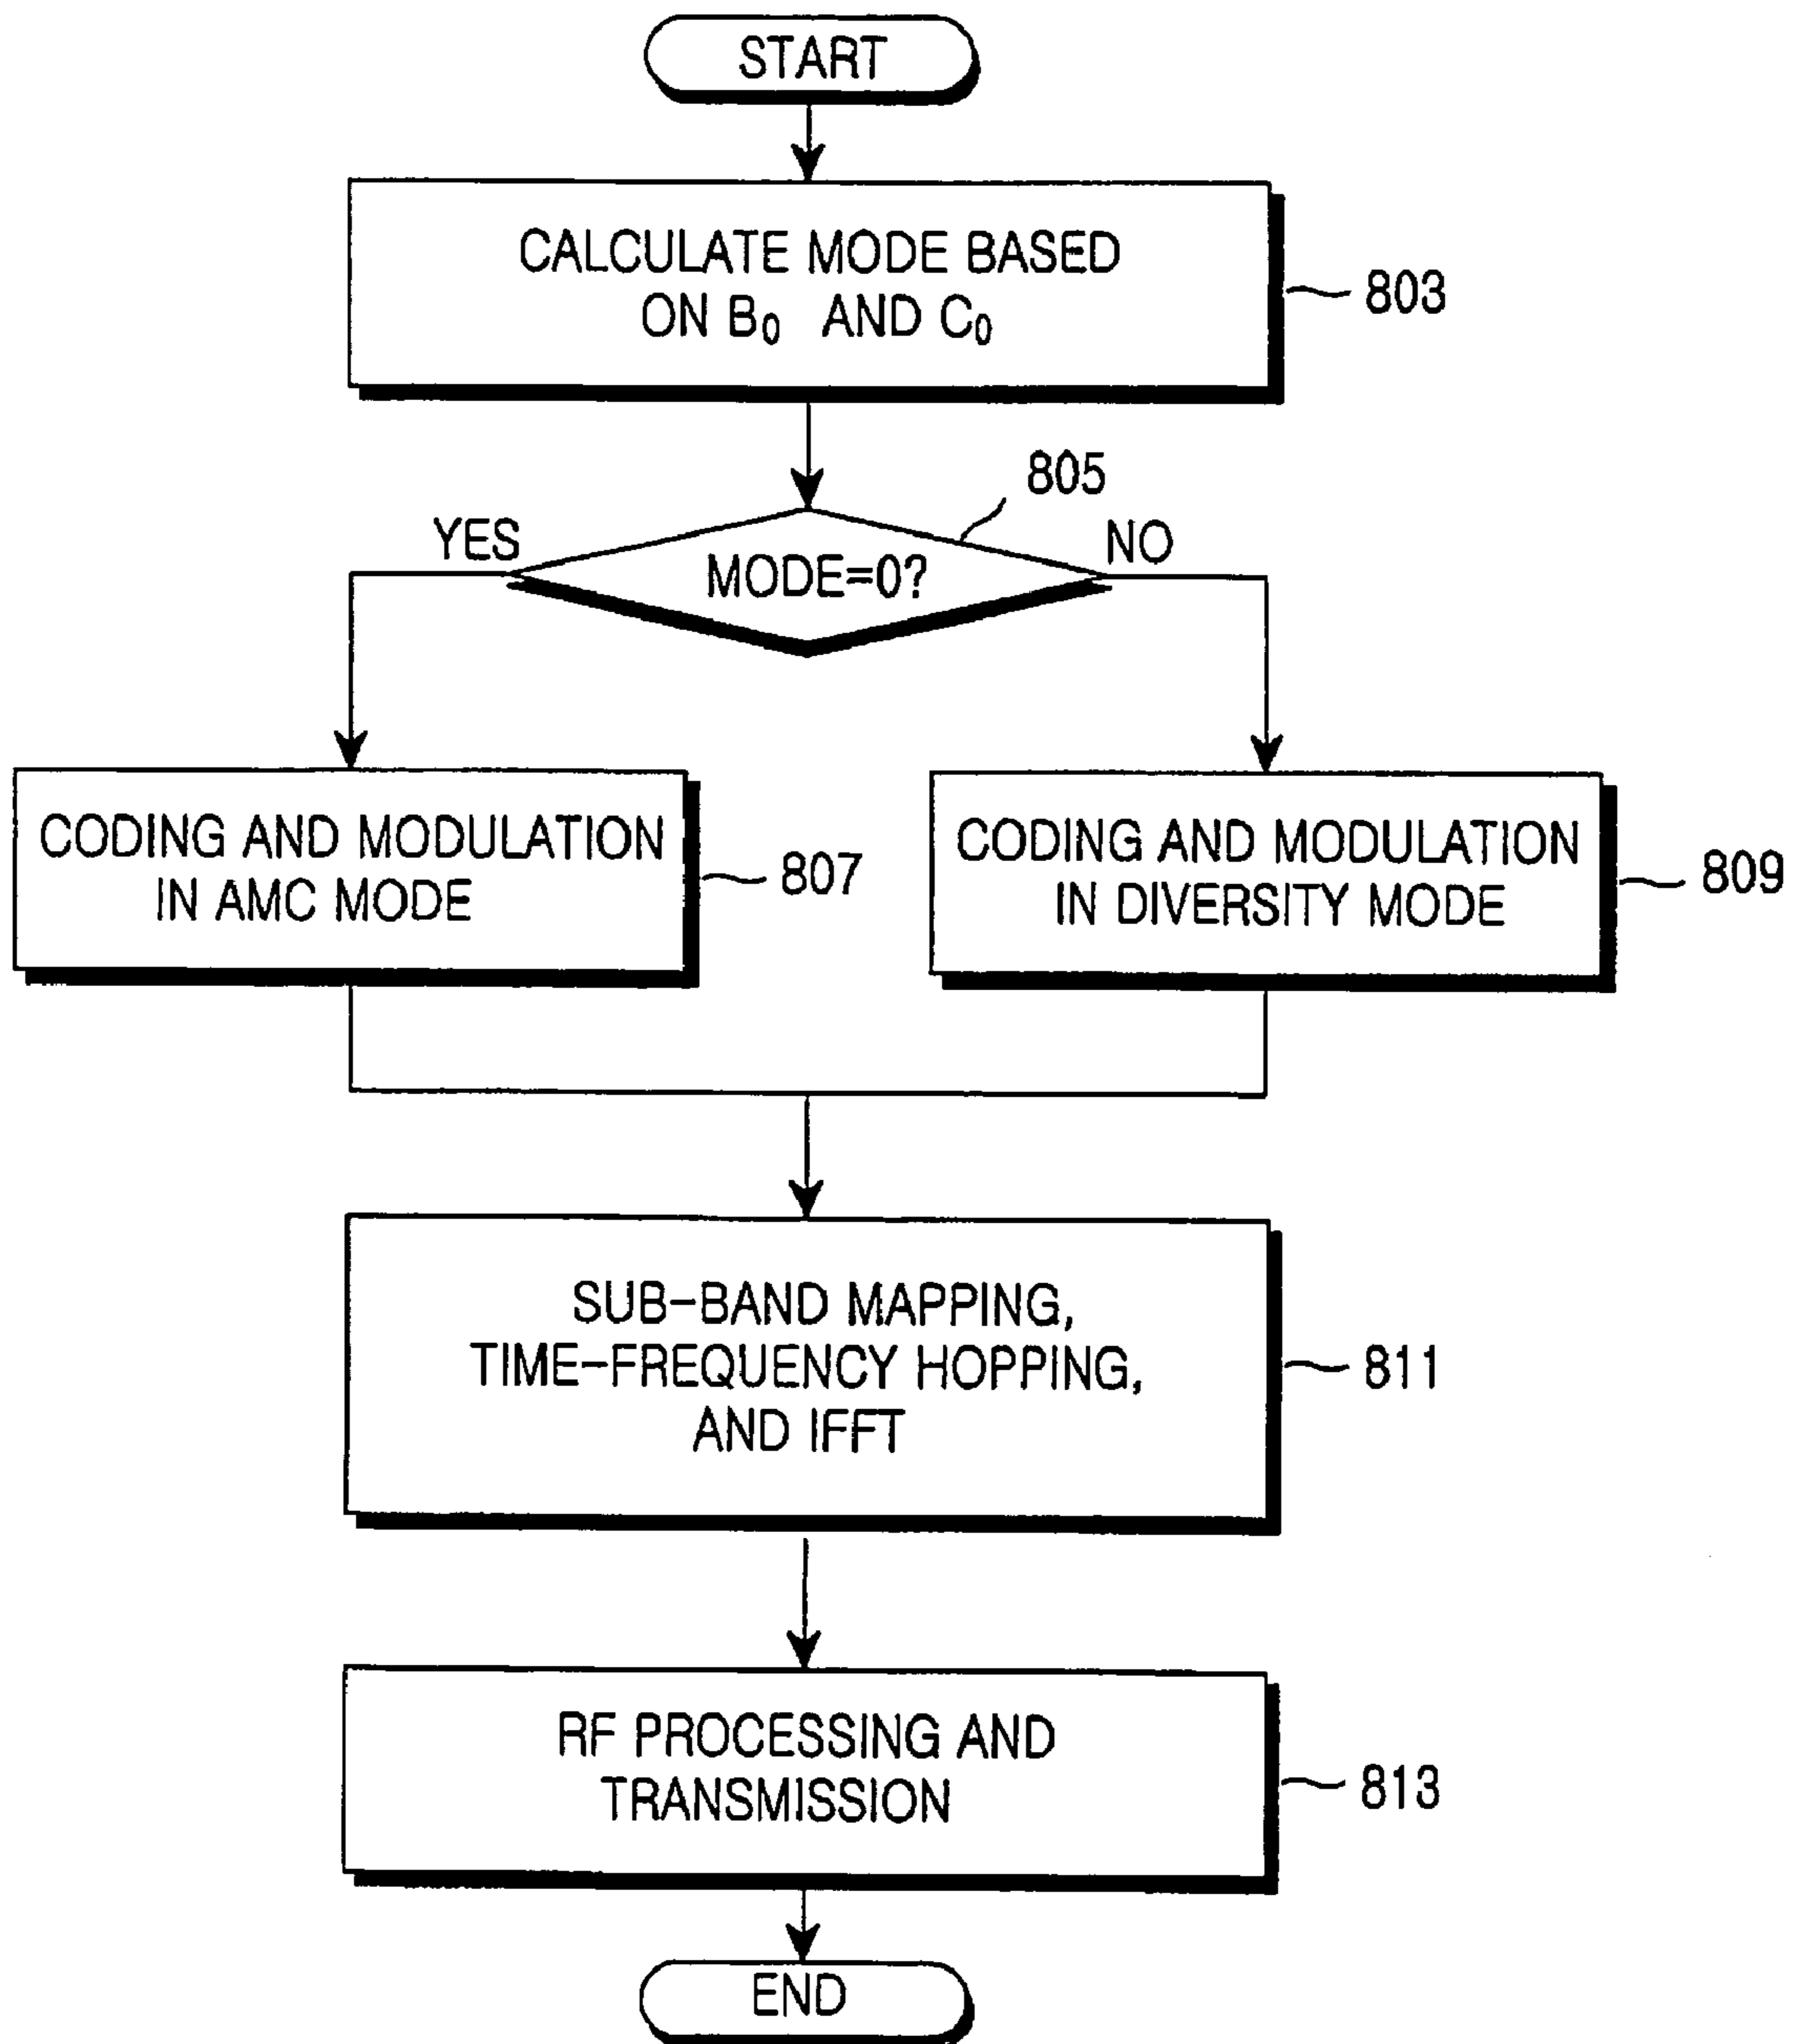 START
CALCULATE MODE BASED
ON B₀ AND C₀
803
805
YES
NO
MODE=0?
CODING AND MODULATION
IN AMC MODE
807
CODING AND MODULATION
IN DIVERSITY MODE
809
SUB-BAND MAPPING,
TIME-FREQUENCY HOPPING,
AND IFFT
811
RF PROCESSING AND
TRANSMISSION
813
END